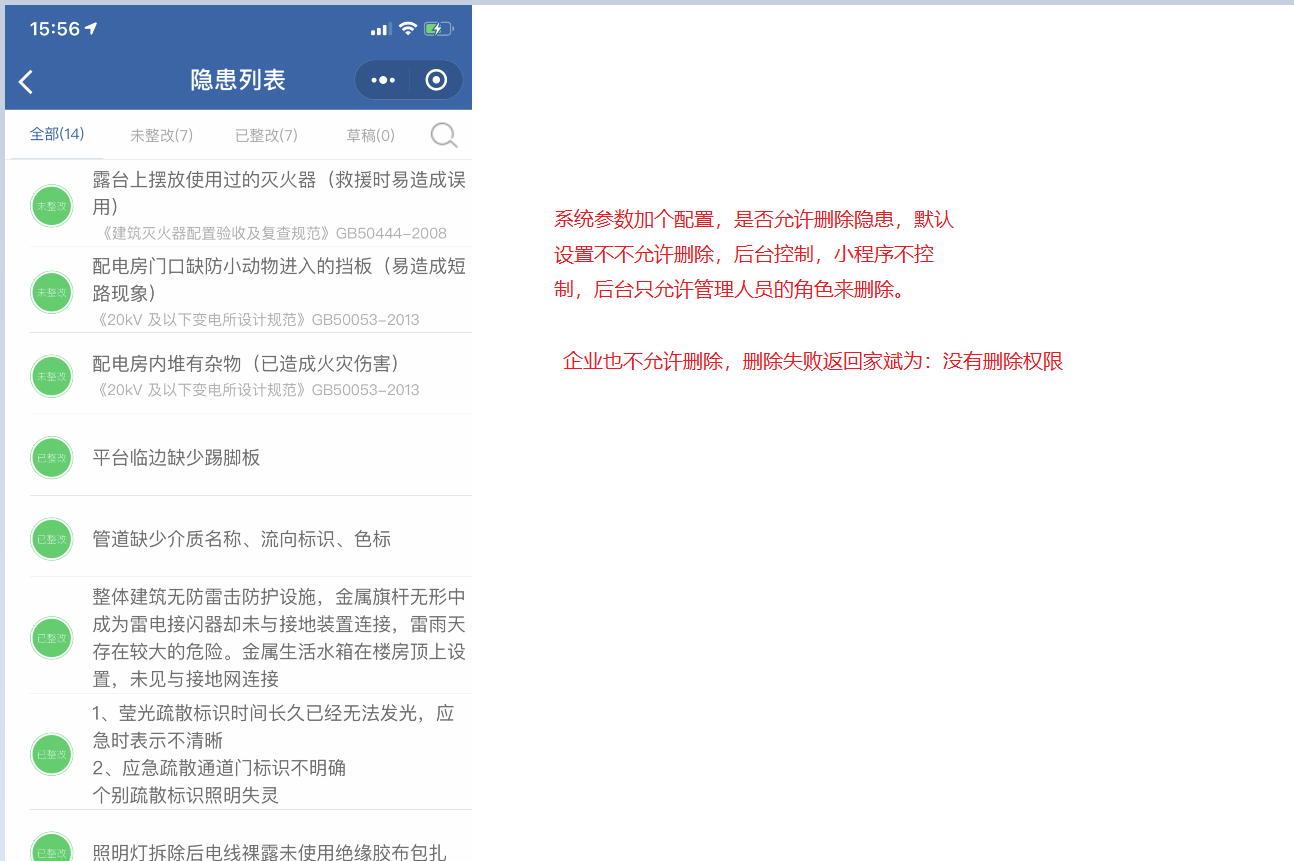 15:56
隐患列表
全部(14) 未整改(7) 已整改(7) 草稿(0)
未整改
露台上摆放使用过的灭火器（救援时易造成误
用）
《建筑灭火器配置验收及复查规范》GB50444-2008
未整改
配电房门口缺防小动物进入的挡板（易造成短
路现象）
《20kV 及以下变电所设计规范》GB50053-2013
未整改
配电房内堆有杂物（已造成火灾伤害）
《20kV 及以下变电所设计规范》GB50053-2013
已整改
平台临边缺少踢脚板
已整改
管道缺少介质名称、流向标识、色标
已整改
整体建筑无防雷击防护设施，金属旗杆无形中
成为雷电接闪器却未与接地装置连接，雷雨天
存在较大的危险。金属生活水箱在楼房顶上设
置，未见与接地网连接
已整改
1、莹光疏散标识时间长久已经无法发光，应
急时表示不清晰
2、应急疏散通道门标识不明确
个别疏散标识照明失灵
已整改
照明灯拆除后电线裸露未使用绝缘胶布包扎
系统参数加个配置，是否允许删除隐患，默认
设置不不允许删除，后台控制，小程序不控
制，后台只允许管理人员的角色来删除。
企业也不允许删除，删除失败返回家斌为：没有删除权限